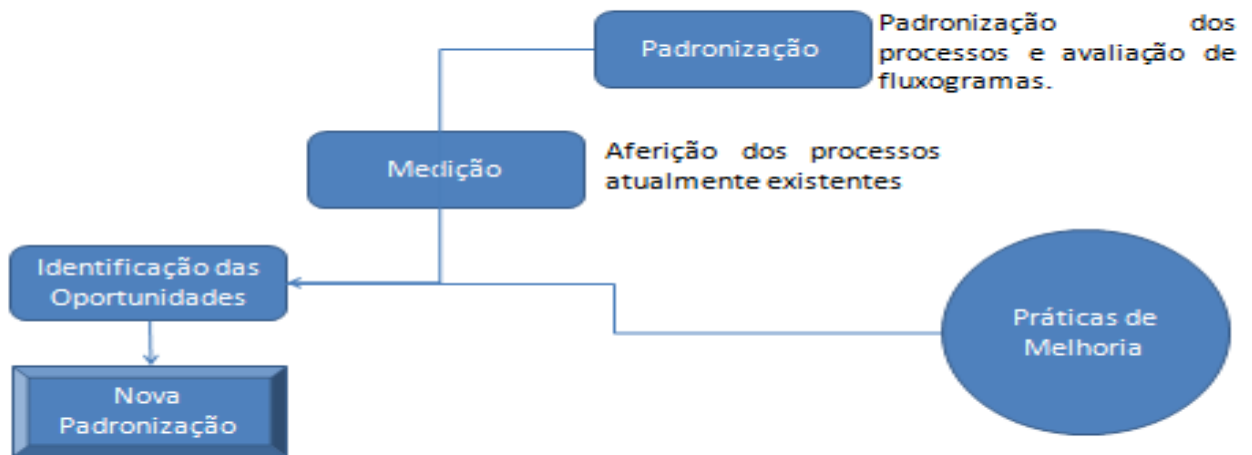 Padronização
Padronização dos
processos e avaliação de
fluxogramas.
Medição
Aferição dos processos
atualmente existentes
Identificação das
Oportunidades
Práticas de
Melhoria
Nova
Padronização